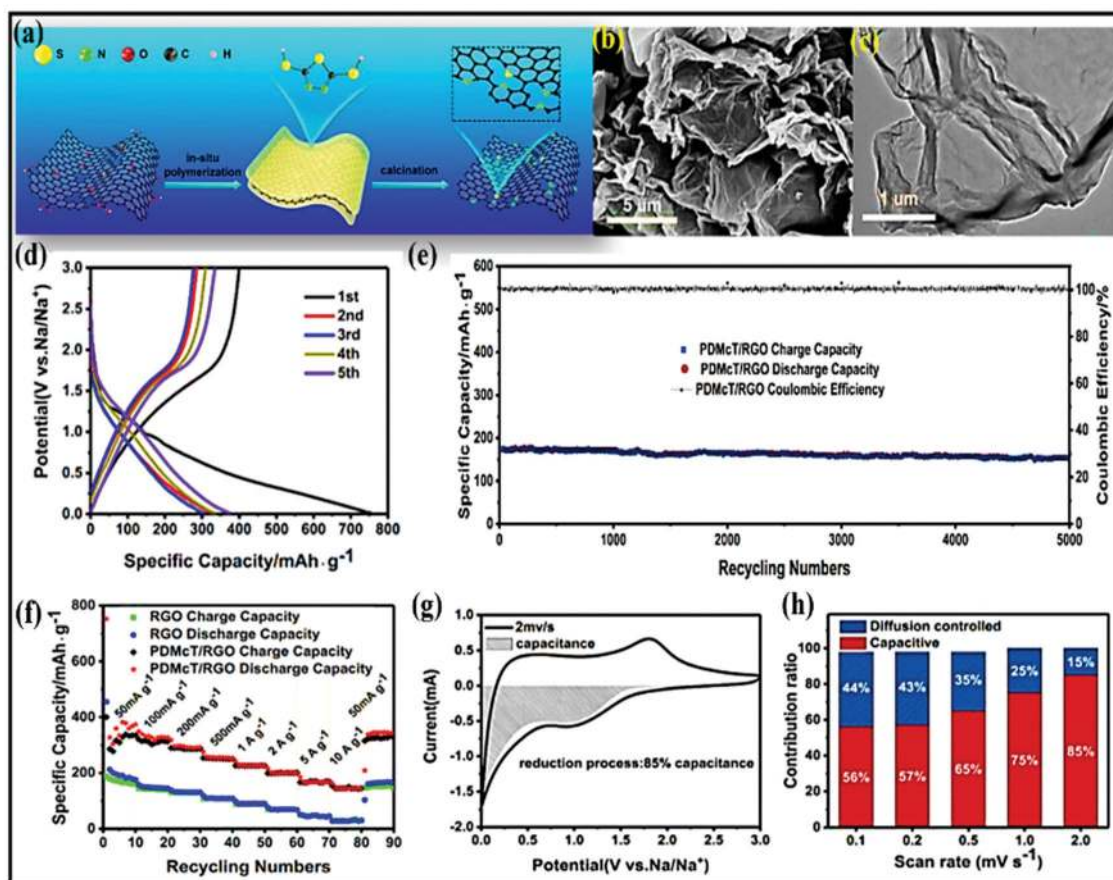 (a)
S N O C H
in-situ
polymerization
calcination
(b)
5 um
(c)
1 um
(d)
Potential(V vs.Na/Na⁺)
3.0
2.5
2.0
1.5
1.0
0.5
0.0
1st
2nd
3rd
4th
5th
0 100 200 300 400 500 600 700 800
Specific Capacity/mAh·g⁻¹
(e)
Specific Capacity/mAh·g⁻¹
600
550
500
450
400
350
300
250
200
150
100
50
0
PDMcT/RGO Charge Capacity
PDMcT/RGO Discharge Capacity
PDMcT/RGO Coulombic Efficiency
100
80
60
40
20
0
Coulombic Efficiency/%
0 1000 2000 3000 4000 5000
Recycling Numbers
(f)
Specific Capacity/mAh·g⁻¹
800
600
400
200
0
RGO Charge Capacity
RGO Discharge Capacity
PDMcT/RGO Charge Capacity
PDMcT/RGO Discharge Capacity
50mA g⁻¹
100mA g⁻¹
200mA g⁻¹
500mA g⁻¹
1 A g⁻¹
2 A g⁻¹
5 A g⁻¹
10 A g⁻¹
50mA g⁻¹
0 10 20 30 40 50 60 70 80 90
Recycling Numbers
(g)
Current(mA)
1.0
0.5
0.0
-0.5
-1.0
-1.5
-2.0
2mv/s
capacitance
reduction process:85% capacitance
0.0 0.5 1.0 1.5 2.0 2.5 3.0
Potential(V vs.Na/Na⁺)
(h)
Contribution ratio
100
80
60
40
20
0
Diffusion controlled
Capacitive
44% 43% 35% 25% 15%
56% 57% 65% 75% 85%
0.1 0.2 0.5 1.0 2.0
Scan rate (mV s⁻¹)